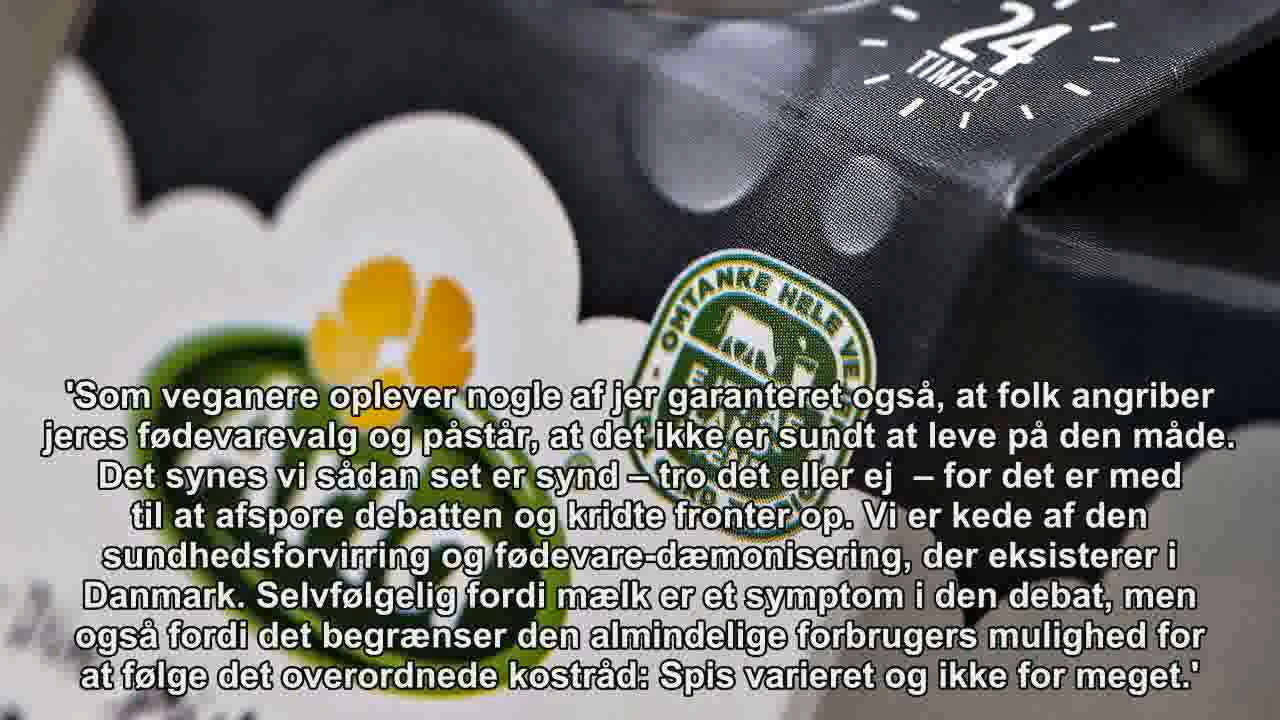 24
TIMER
OMTANKE HELE VE
'Som veganere oplever nogle af jer garanteret også, at folk angriber
jeres fødevarevalg og påstår, at det ikke er sundt at leve på den måde.
Det synes vi sådan set er synd – tro det eller ej – for det er med
til at afspore debatten og kridte fronter op. Vi er kede af den
sundhedsforvirring og fødevare-dæmonisering, der eksisterer i
Danmark. Selvfølgelig fordi mælk er et symptom i den debat, men
også fordi det begrænser den almindelige forbrugers mulighed for
at følge det overordnede kostråd: Spis varieret og ikke for meget.'